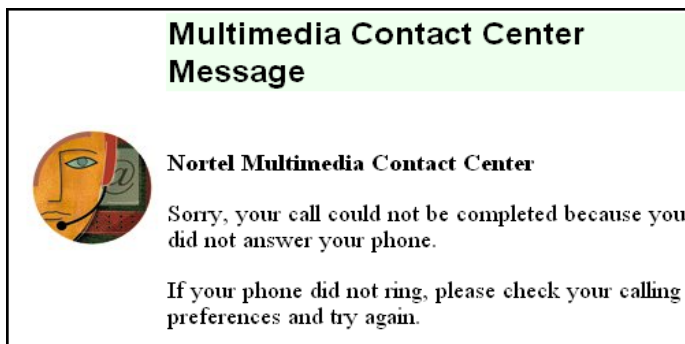 Multimedia Contact Center
Message
@
Nortel Multimedia Contact Center
Sorry, your call could not be completed because you
did not answer your phone.
If your phone did not ring, please check your calling
preferences and try again.